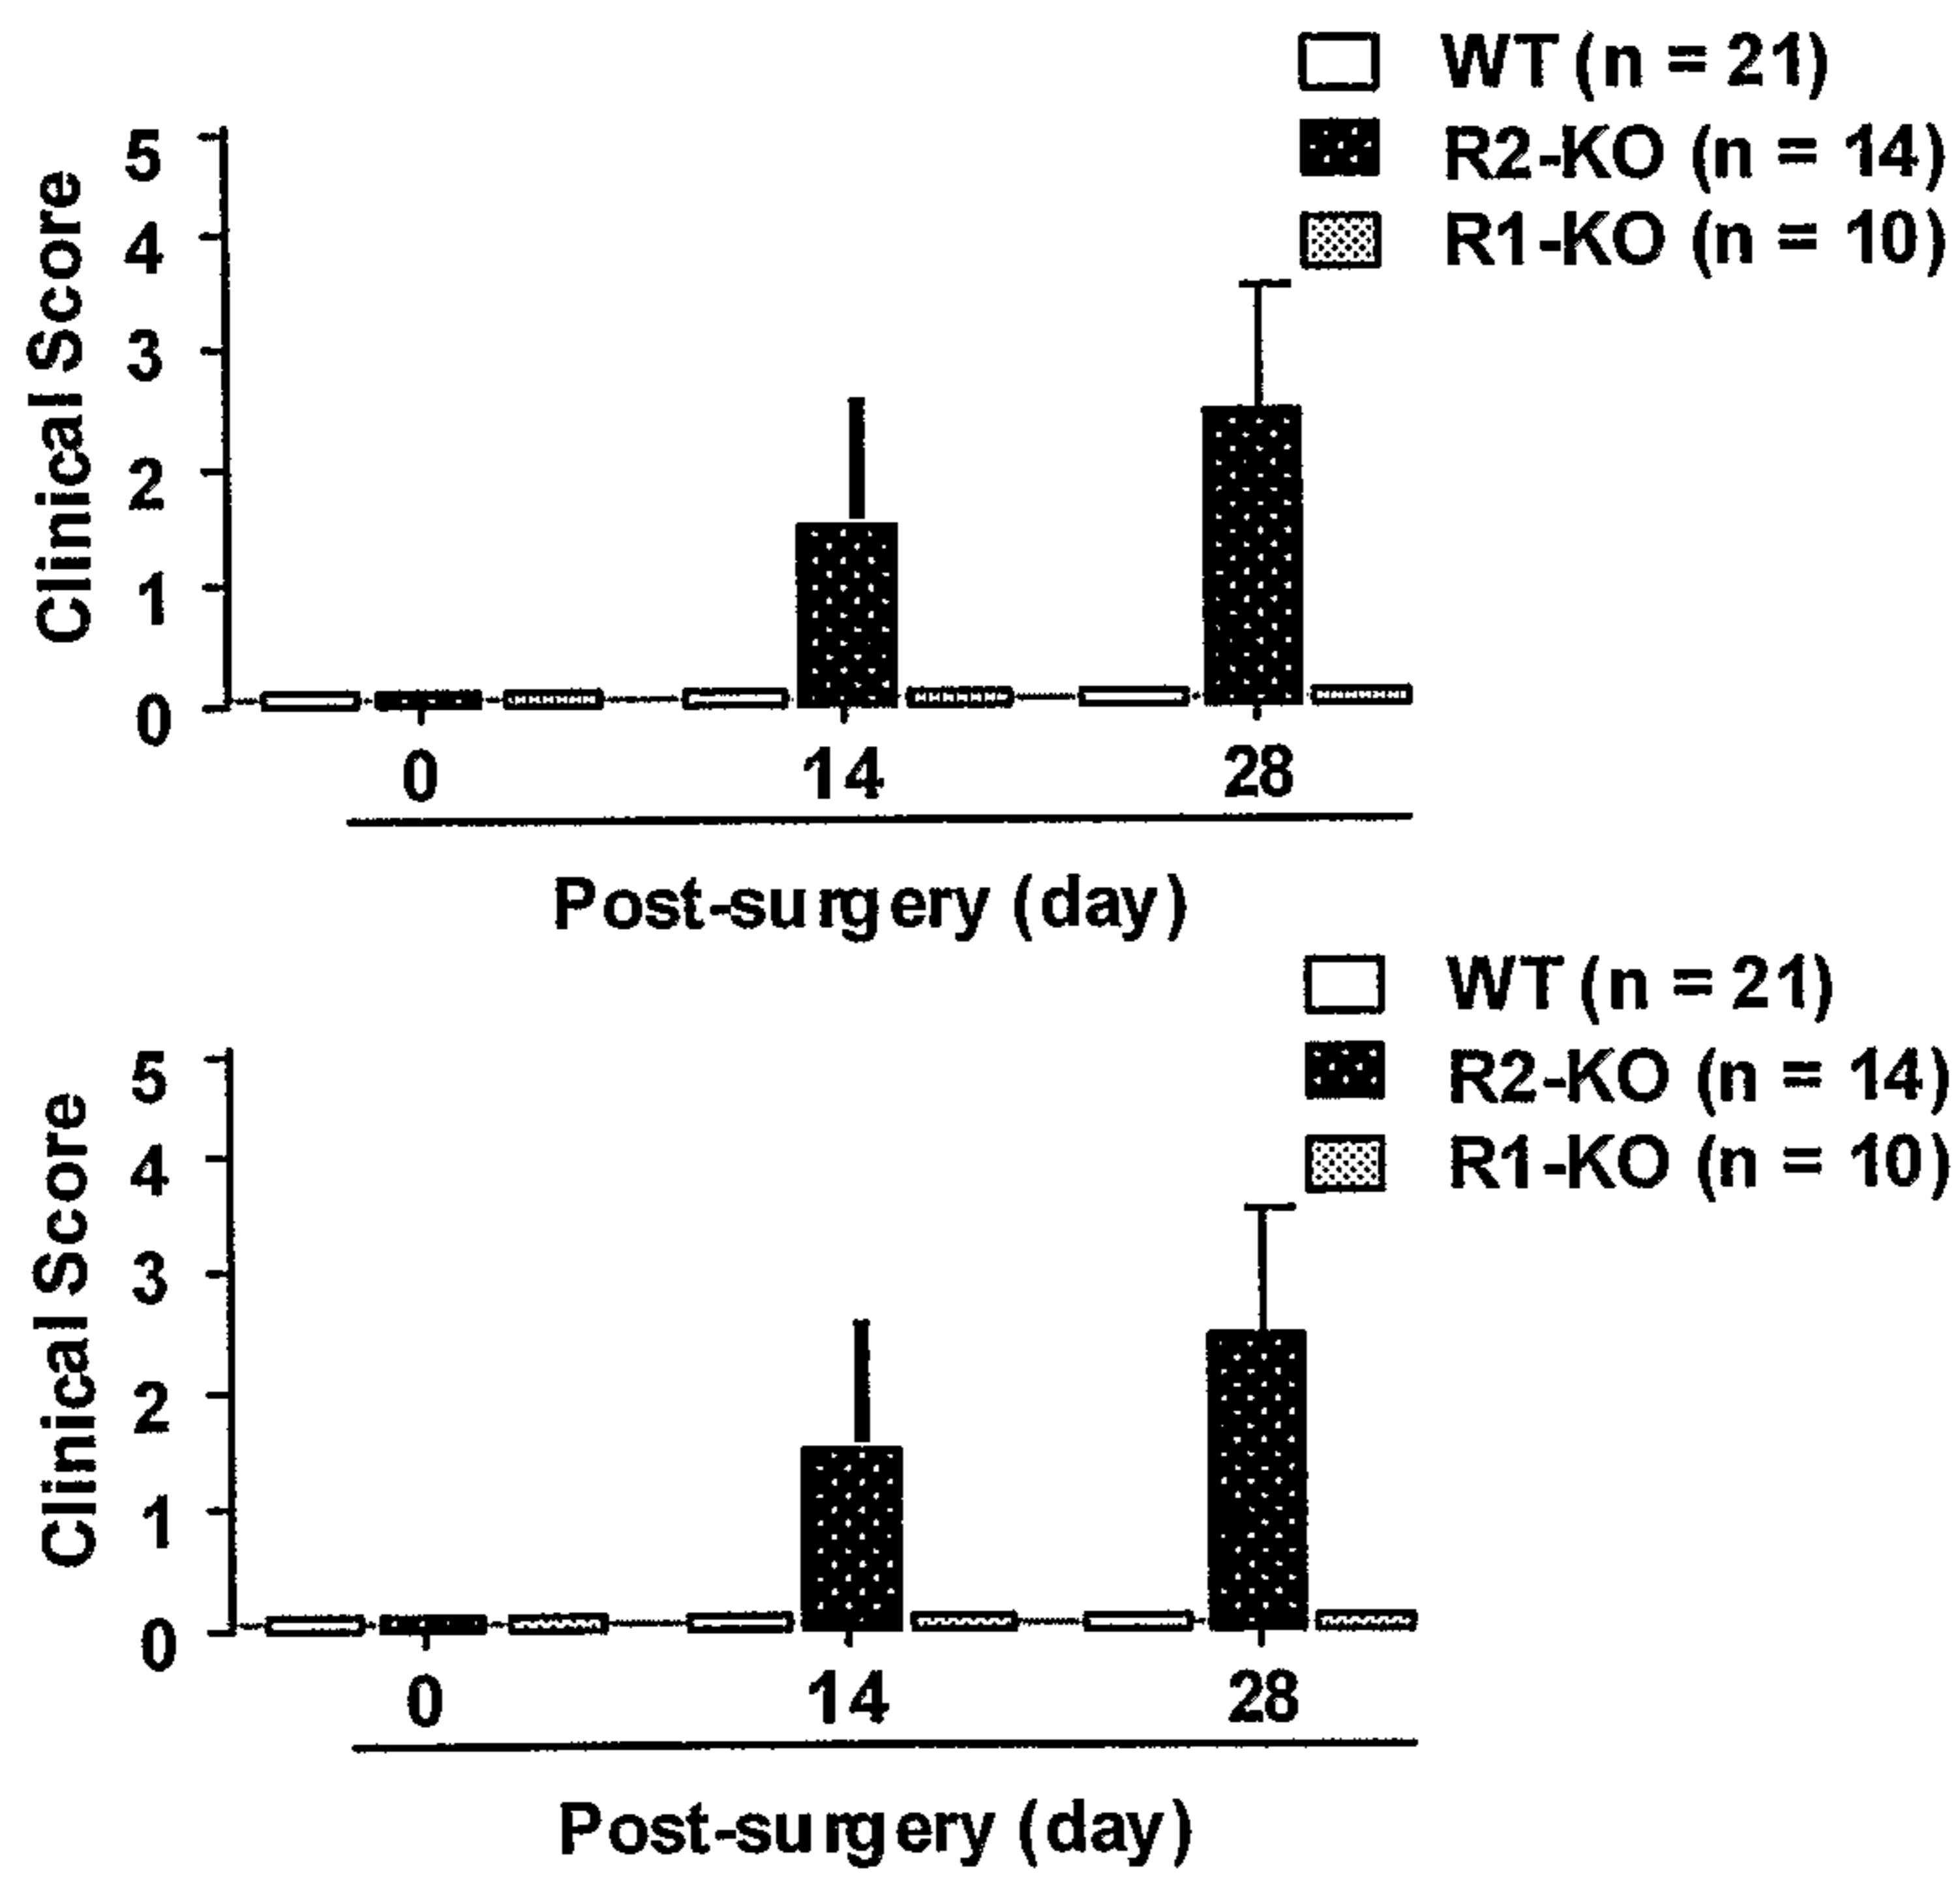 WT (n = 21)
R2-KO (n = 14)
R1-KO (n = 10)
Clinical Score
5
4
3
2
1
0
0 14 28
Post-surgery (day)
WT (n = 21)
R2-KO (n = 14)
R1-KO (n = 10)
Clinical Score
5
4
3
2
1
0
0 14 28
Post-surgery (day)